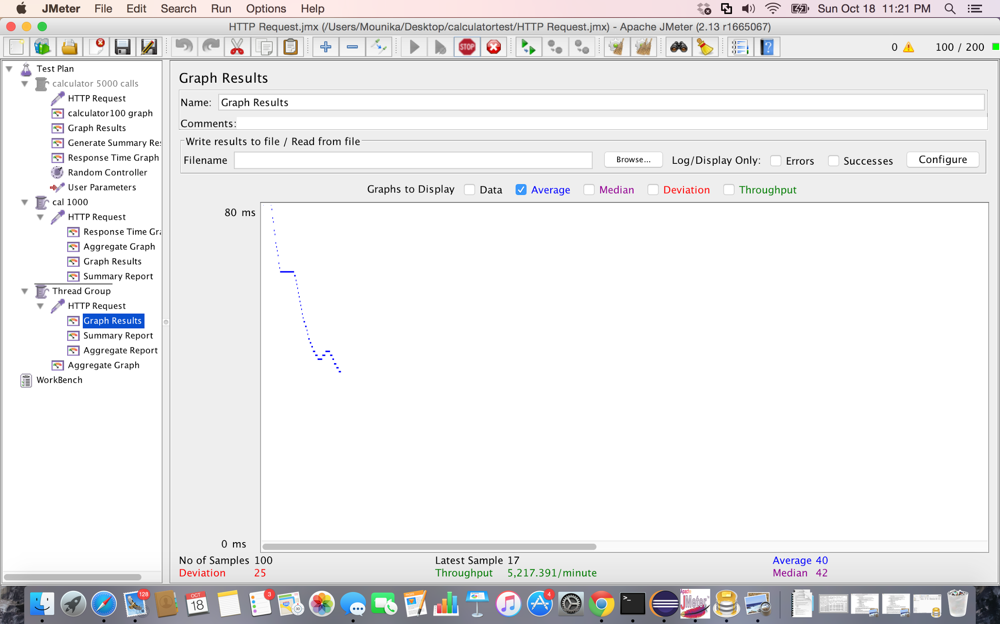 JMeter File Edit Search Run Options Help Sun Oct 18 11:21 PM
HTTP Request.jmx (/Users/Mounika/Desktop/calculatortest/HTTP Request.jmx) - Apache JMeter (2.13 r1665067)
STOP ? 0 100 / 200
Test Plan
calculator 5000 calls
HTTP Request
calculator100 graph
Graph Results
Generate Summary Re
Response Time Graph
Random Controller
User Parameters
cal 1000
HTTP Request
Response Time Gra
Aggregate Graph
Graph Results
Summary Report
Thread Group
HTTP Request
Graph Results
Summary Report
Aggregate Report
Aggregate Graph
WorkBench
Graph Results
Name: Graph Results
Comments:
Write results to file / Read from file
Filename Browse... Log/Display Only: Errors Successes Configure
Graphs to Display Data Average Median Deviation Throughput
80 ms
0 ms
No of Samples 100 Latest Sample 17 Average 40
Deviation 25 Throughput 5,217.391/minute Median 42
128 OCT 18 3 280 3D PAGES 4 >_ Apache JMeter